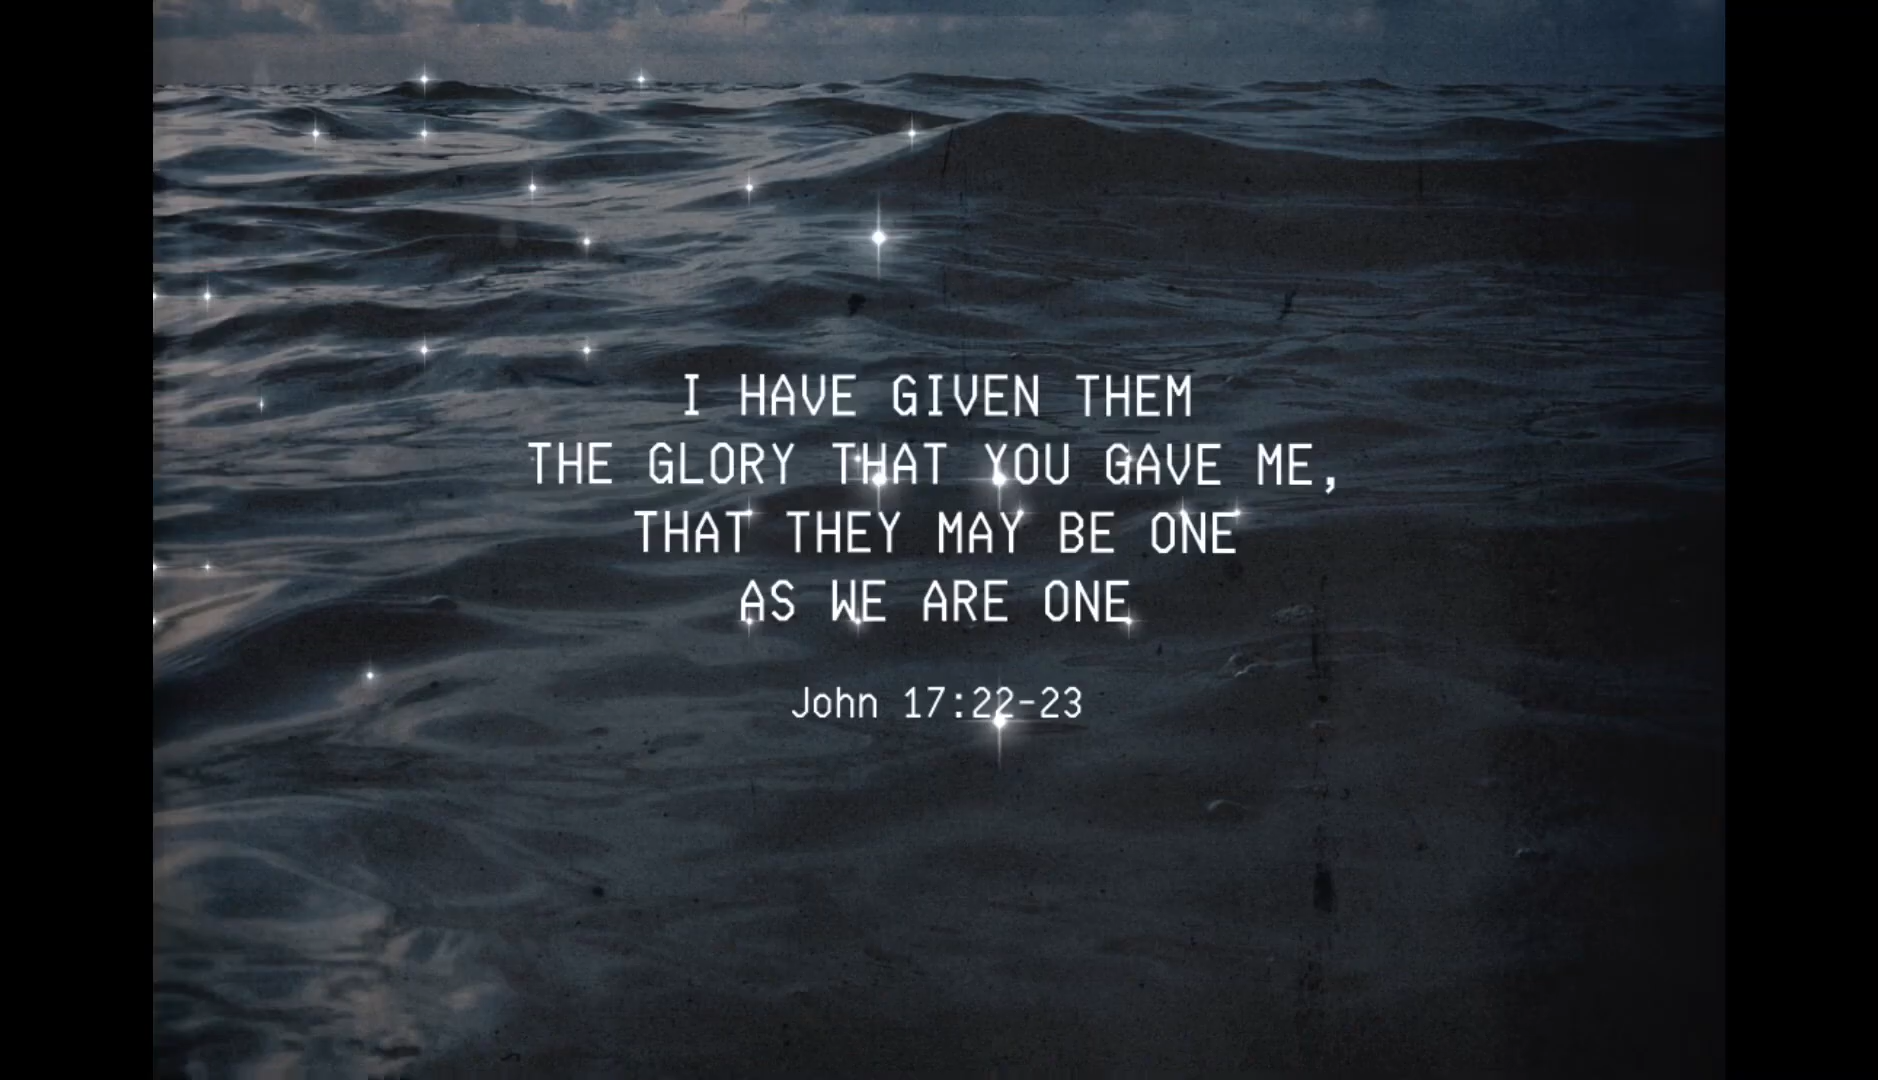 I HAVE GIVEN THEM
THE GLORY THAT YOU GAVE ME,
THAT THEY MAY BE ONE
AS WE ARE ONE
John 17:22-23